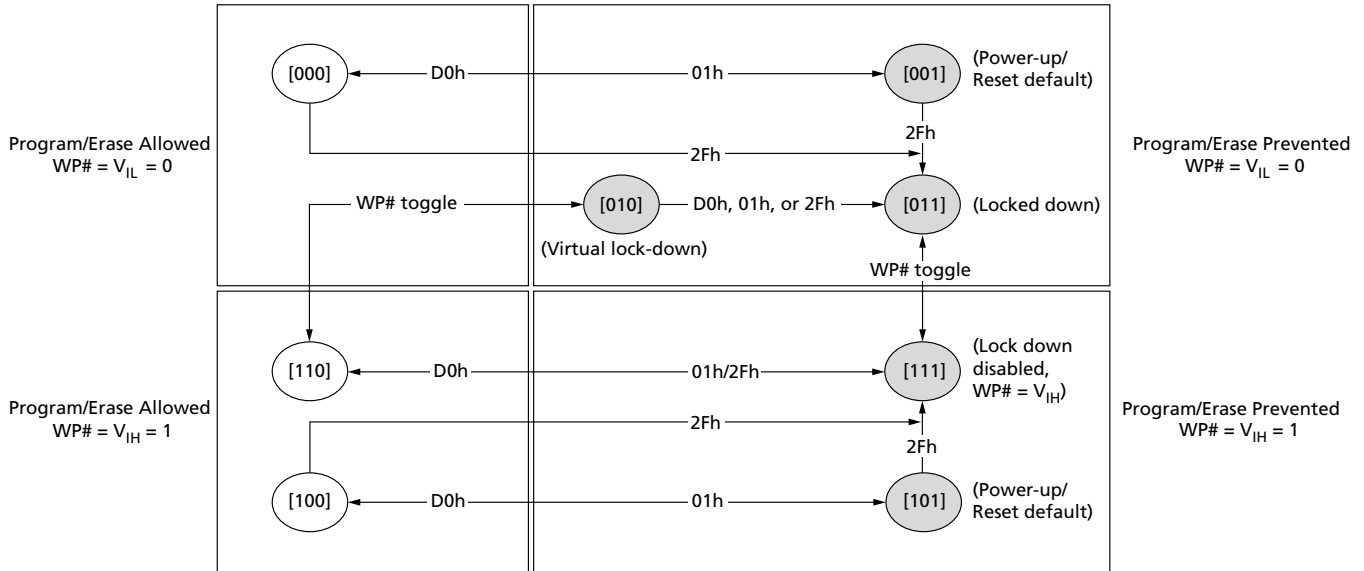 [000]
D0h
01h
[001]
(Power-up/
Reset default)
2Fh
2Fh
Program/Erase Allowed
WP# = VIL = 0
Program/Erase Prevented
WP# = VIL = 0
WP# toggle
[010]
D0h, 01h, or 2Fh
[011]
(Locked down)
(Virtual lock-down)
WP# toggle
[110]
D0h
01h/2Fh
[111]
(Lock down
disabled,
WP# = VIH)
Program/Erase Allowed
WP# = VIH = 1
Program/Erase Prevented
WP# = VIH = 1
2Fh
2Fh
[100]
D0h
01h
[101]
(Power-up/
Reset default)